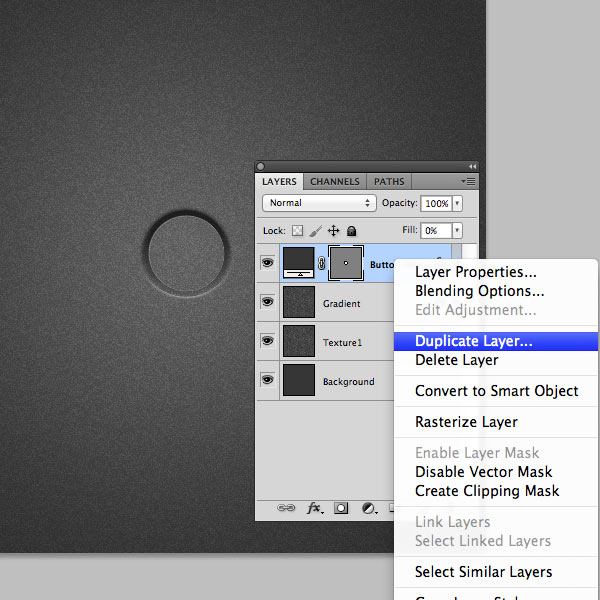 LAYERS CHANNELS PATHS
Normal Opacity: 100%
Lock: Fill: 0%
Gradient
Texture1
Background
fx
Layer Properties...
Blending Options...
Edit Adjustment...
Duplicate Layer...
Delete Layer
Convert to Smart Object
Rasterize Layer
Enable Layer Mask
Disable Vector Mask
Create Clipping Mask
Link Layers
Select Linked Layers
Select Similar Layers